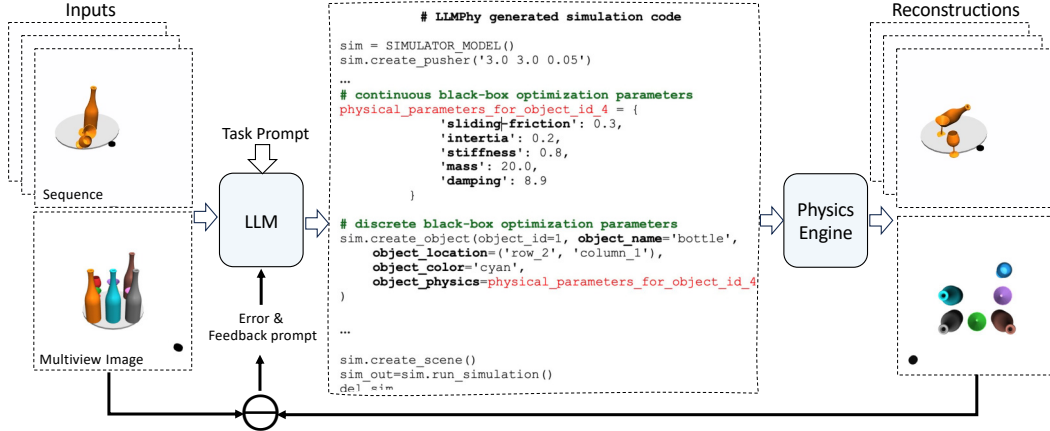 Inputs
Sequence
Multiview Image
Task Prompt
LLM
Error &
Feedback prompt
# LLMPhy generated simulation code
sim = SIMULATOR_MODEL()
sim.create_pusher('3.0 3.0 0.05')
…
# continuous black-box optimization parameters
physical_parameters_for_object_id_4 = {
'sliding-friction': 0.3,
'intertia': 0.2,
'stiffness': 0.8,
'mass': 20.0,
'damping': 8.9
}
# discrete black-box optimization parameters
sim.create_object(object_id=1, object_name='bottle',
object_location=('row_2', 'column_1'),
object_color='cyan',
object_physics=physical_parameters_for_object_id_4
)
…
sim.create_scene()
sim_out=sim.run_simulation()
del sim
Physics
Engine
Reconstructions